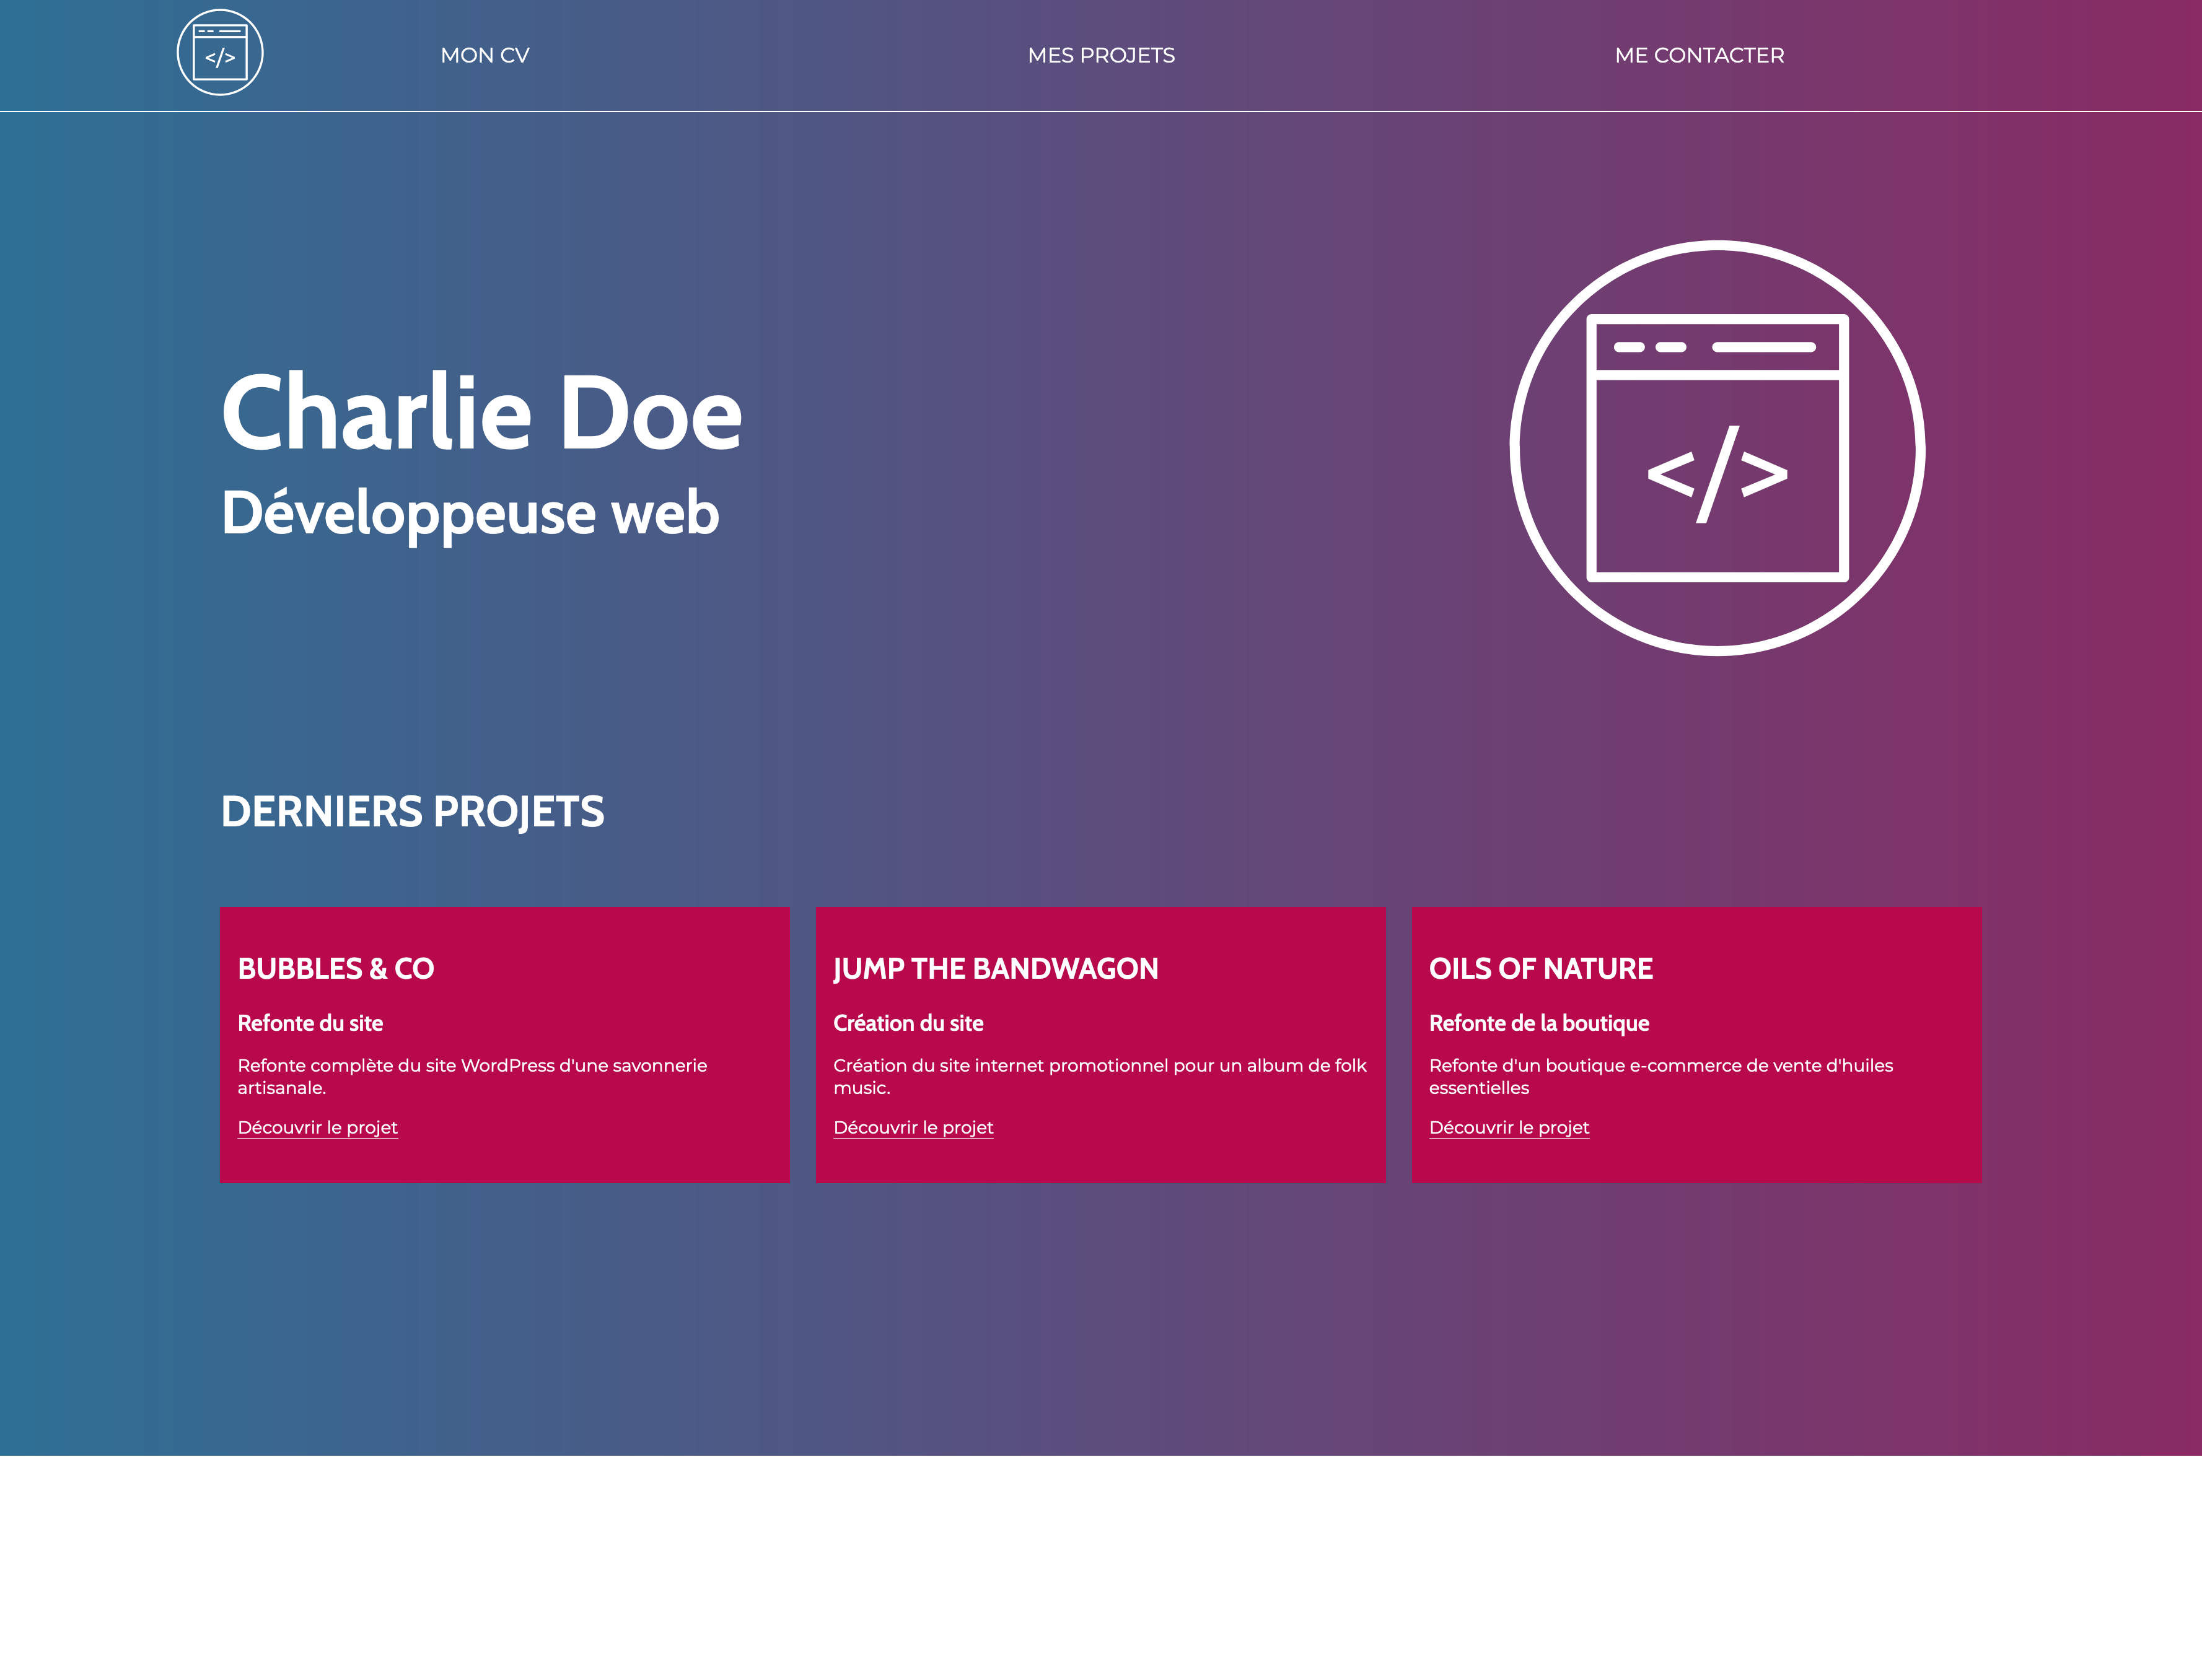 </>
MON CV
MES PROJETS
ME CONTACTER
Charlie Doe
Développeuse web
</>
DERNIERS PROJETS
BUBBLES & CO
Refonte du site
Refonte complète du site WordPress d'une savonnerie
artisanale.
Découvrir le projet
JUMP THE BANDWAGON
Création du site
Création du site internet promotionnel pour un album de folk
music.
Découvrir le projet
OILS OF NATURE
Refonte de la boutique
Refonte d'un boutique e-commerce de vente d'huiles
essentielles
Découvrir le projet